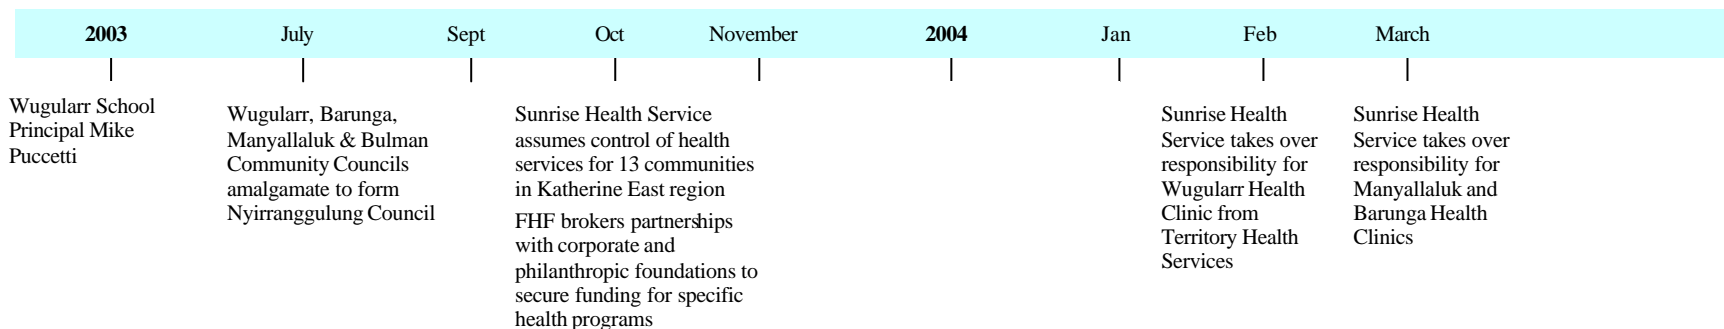 2003 July Sept Oct November 2004 Jan Feb March
Wugularr School
Principal Mike
Puccetti
Wugularr, Barunga,
Manyallaluk & Bulman
Community Councils
amalgamate to form
Nyirranggulung Council
Sunrise Health Service
assumes control of health
services for 13 communities
in Katherine East region
FHF brokers partnerships
with corporate and
philanthropic foundations to
secure funding for specific
health programs
Sunrise Health
Service takes over
responsibility for
Wugularr Health
Clinic from
Territory Health
Services
Sunrise Health
Service takes over
responsibility for
Manyallaluk and
Barunga Health
Clinics